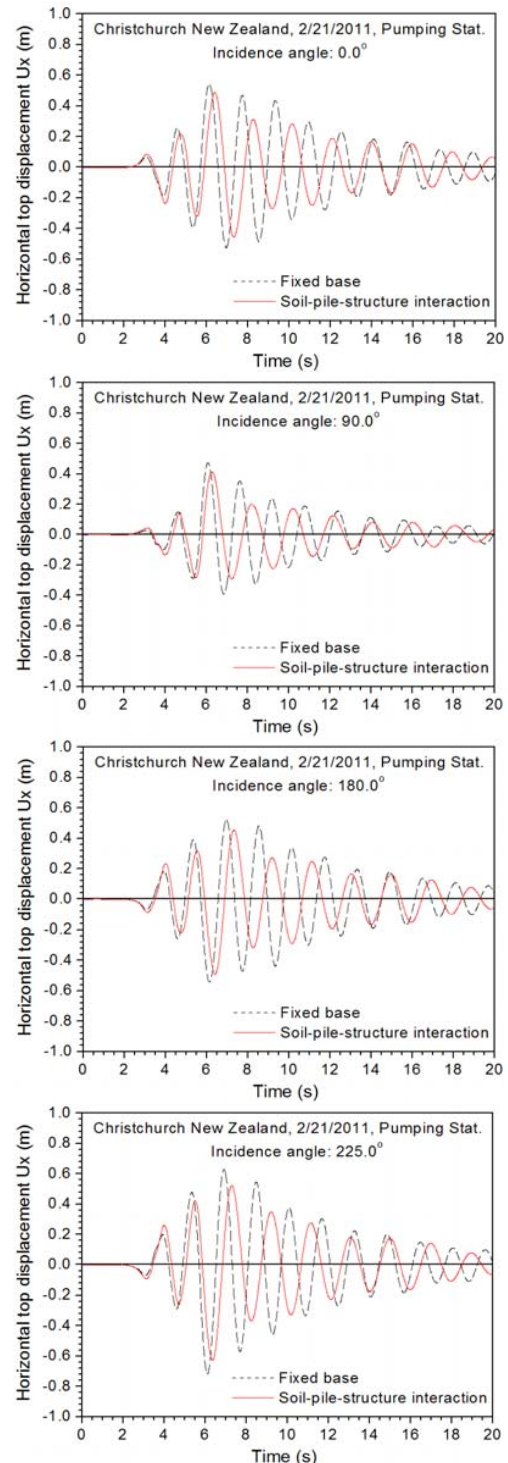 Christchurch New Zealand, 2/21/2011, Pumping Stat.
Incidence angle: 0.0°
Horizontal top displacement Ux (m)
1.0
0.8
0.6
0.4
0.2
0.0
-0.2
-0.4
-0.6
-0.8
-1.0
Fixed base
Soil-pile-structure interaction
0 2 4 6 8 10 12 14 16 18 20
Time (s)
Christchurch New Zealand, 2/21/2011, Pumping Stat.
Incidence angle: 90.0°
Horizontal top displacement Ux (m)
1.0
0.8
0.6
0.4
0.2
0.0
-0.2
-0.4
-0.6
-0.8
-1.0
Fixed base
Soil-pile-structure interaction
0 2 4 6 8 10 12 14 16 18 20
Time (s)
Christchurch New Zealand, 2/21/2011, Pumping Stat.
Incidence angle: 180.0°
Horizontal top displacement Ux (m)
1.0
0.8
0.6
0.4
0.2
0.0
-0.2
-0.4
-0.6
-0.8
-1.0
Fixed base
Soil-pile-structure interaction
0 2 4 6 8 10 12 14 16 18 20
Time (s)
Christchurch New Zealand, 2/21/2011, Pumping Stat.
Incidence angle: 225.0°
Horizontal top displacement Ux (m)
1.0
0.8
0.6
0.4
0.2
0.0
-0.2
-0.4
-0.6
-0.8
-1.0
Fixed base
Soil-pile-structure interaction
0 2 4 6 8 10 12 14 16 18 20
Time (s)